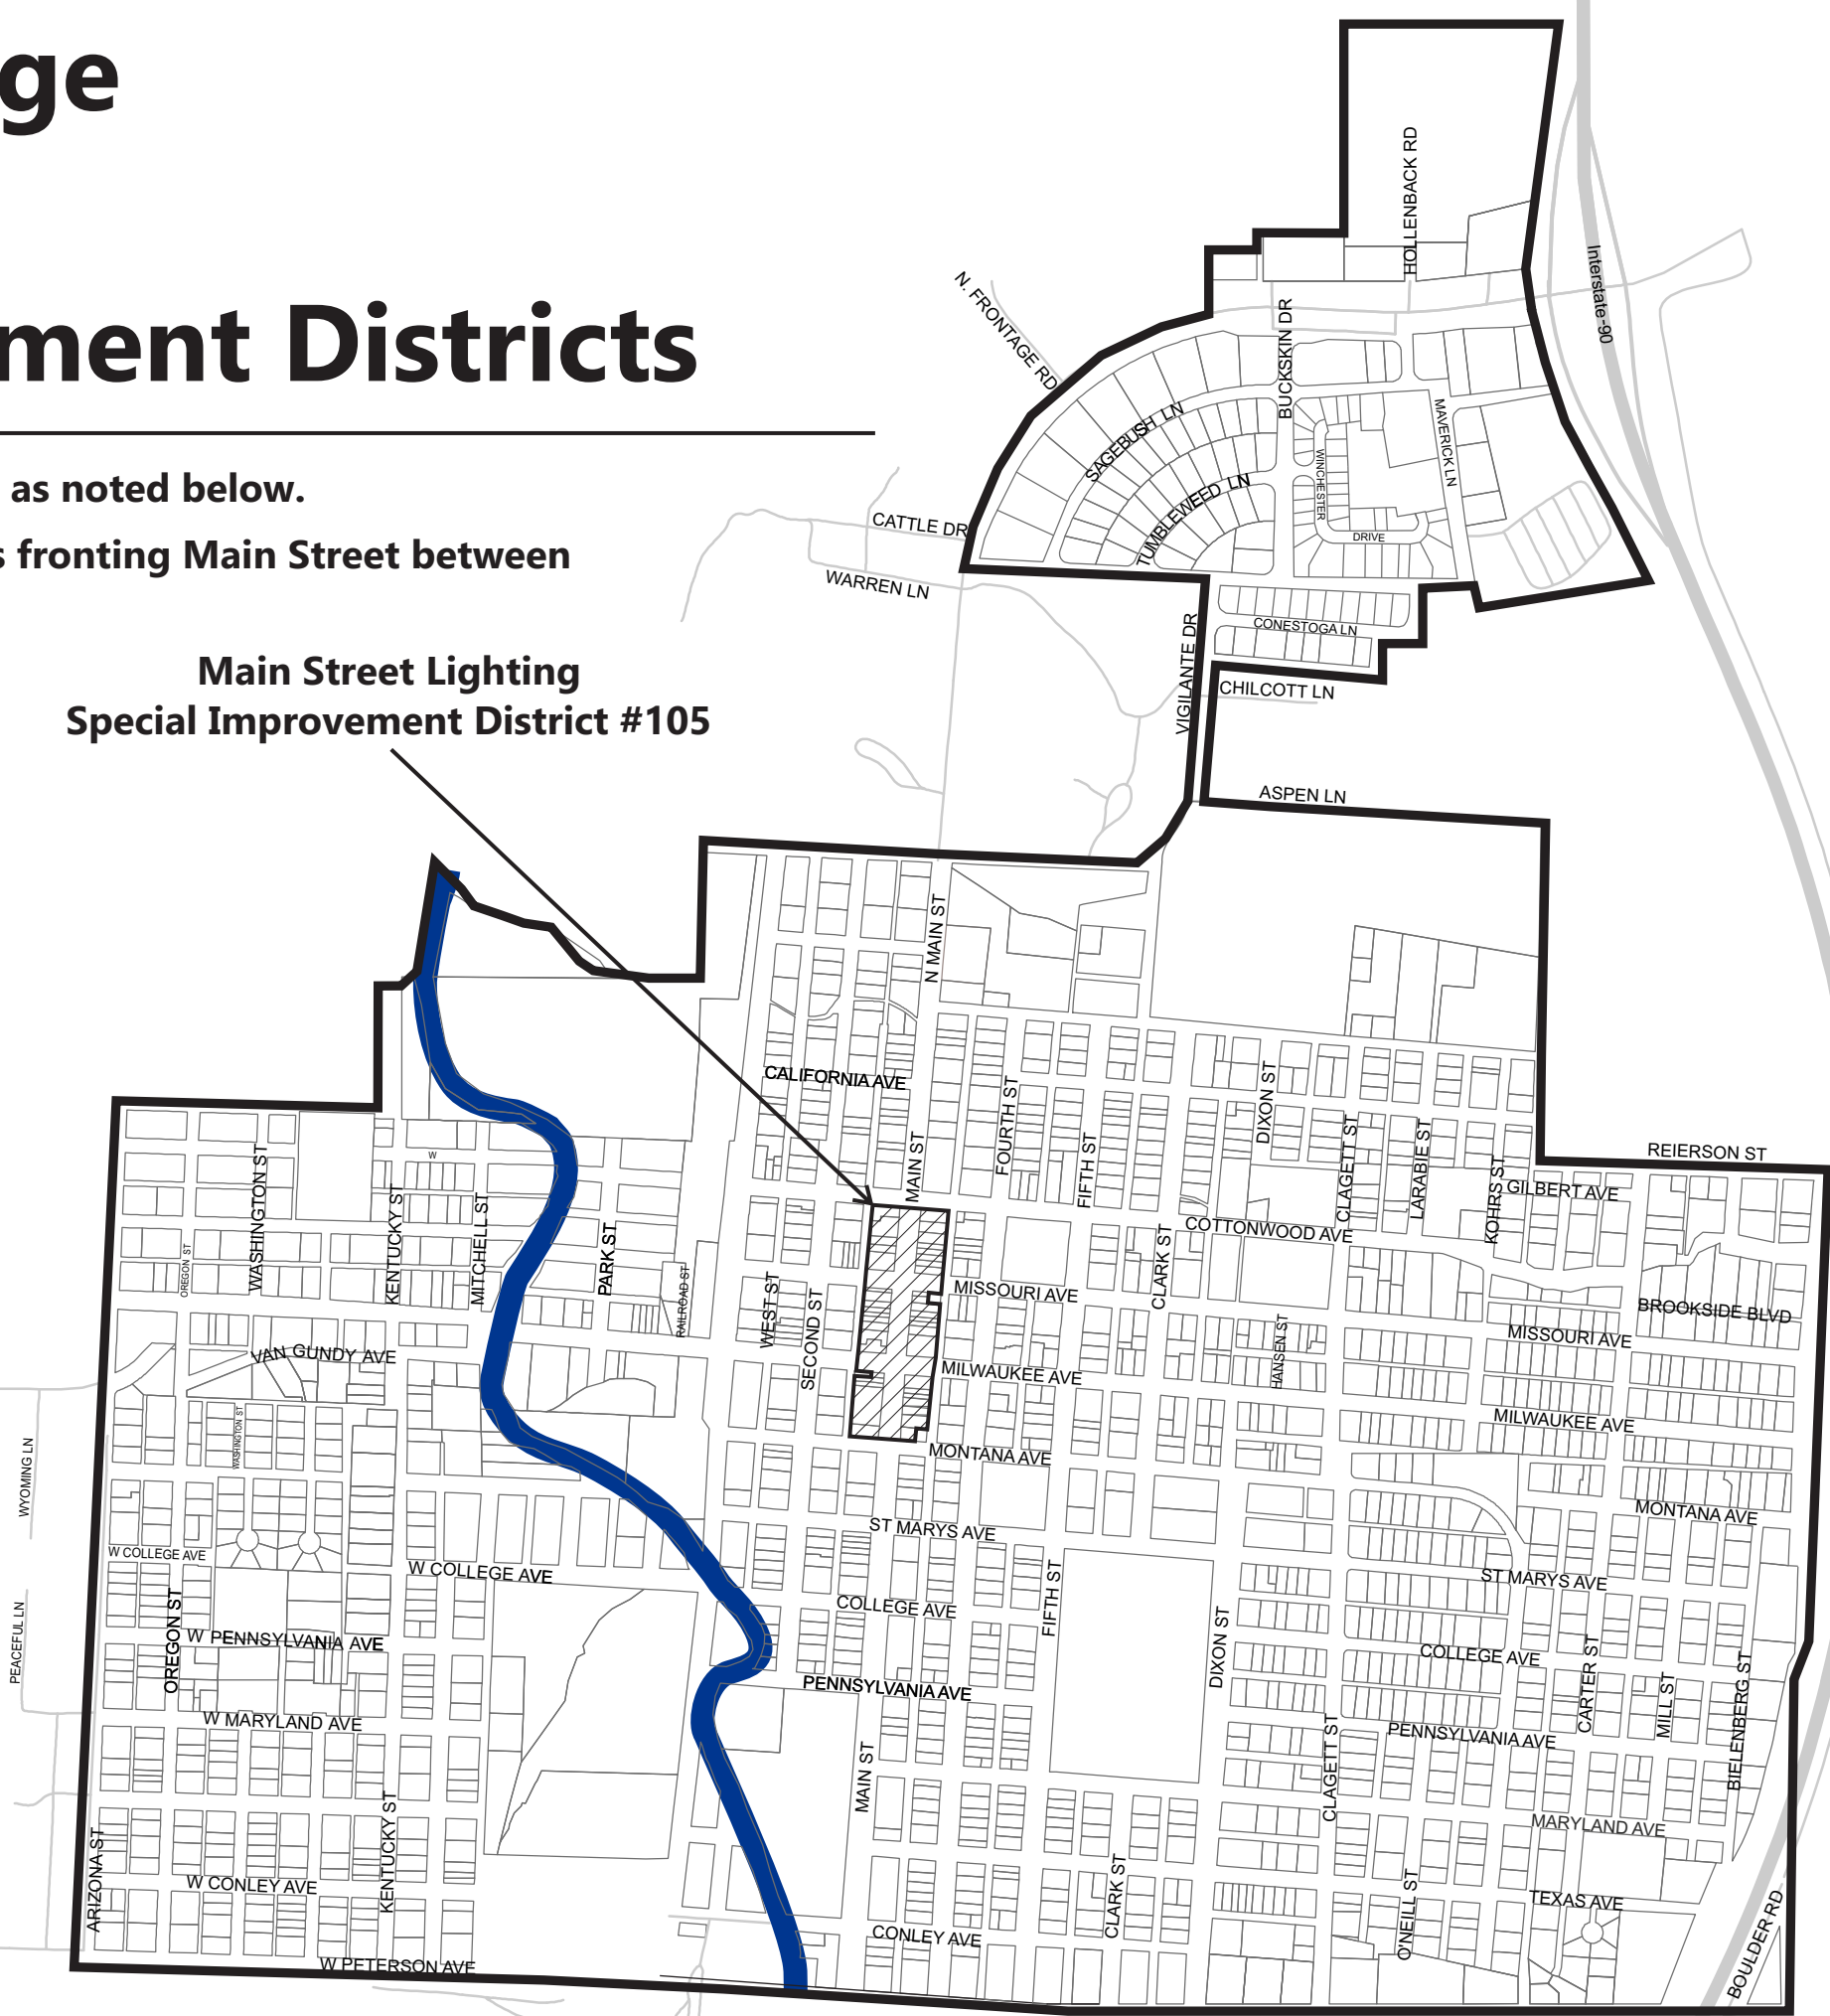 ge
ment Districts
as noted below.
s fronting Main Street between
Main Street Lighting
Special Improvement District #105
HOLLENBACK RD
Interstate-90
N. FRONTAGE RD
BUCKSKIN DR
SAGEBUSH LN
MAVERICK LN
WINCHESTER
DRIVE
TUMBLEWEED LN
CATTLE DR
WARREN LN
CONESTOGA LN
VIGILANTE DR
CHILCOTT LN
ASPEN LN
N MAIN ST
CALIFORNIA AVE
FOURTH ST
DIXON ST
MAIN ST
FIFTH ST
CLAGETT ST
LARABIE ST
KOHRS ST
REIERSON ST
GILBERT AVE
W
WASHINGTON ST
KENTUCKY ST
MITCHELL ST
PARK ST
OREGON ST
RAILROAD ST
WEST ST
SECOND ST
COTTONWOOD AVE
CLARK ST
MISSOURI AVE
HANSEN ST
BROOKSIDE BLVD
MISSOURI AVE
VAN GUNDY AVE
MILWAUKEE AVE
MILWAUKEE AVE
WASHINGTON ST
WYOMING LN
MONTANA AVE
MONTANA AVE
ST MARYS AVE
W COLLEGE AVE
W COLLEGE AVE
ST MARYS AVE
FIFTH ST
COLLEGE AVE
PEACEFUL LN
OREGON ST
W PENNSYLVANIA AVE
DIXON ST
COLLEGE AVE
CARTER ST
MILL ST
BIELENBERG ST
PENNSYLVANIA AVE
W MARYLAND AVE
PENNSYLVANIA AVE
MAIN ST
CLAGETT ST
MARYLAND AVE
KENTUCKY ST
ARIZONA ST
W CONLEY AVE
CLARK ST
O'NEILL ST
TEXAS AVE
CONLEY AVE
BOULDER RD
W PETERSON AVE